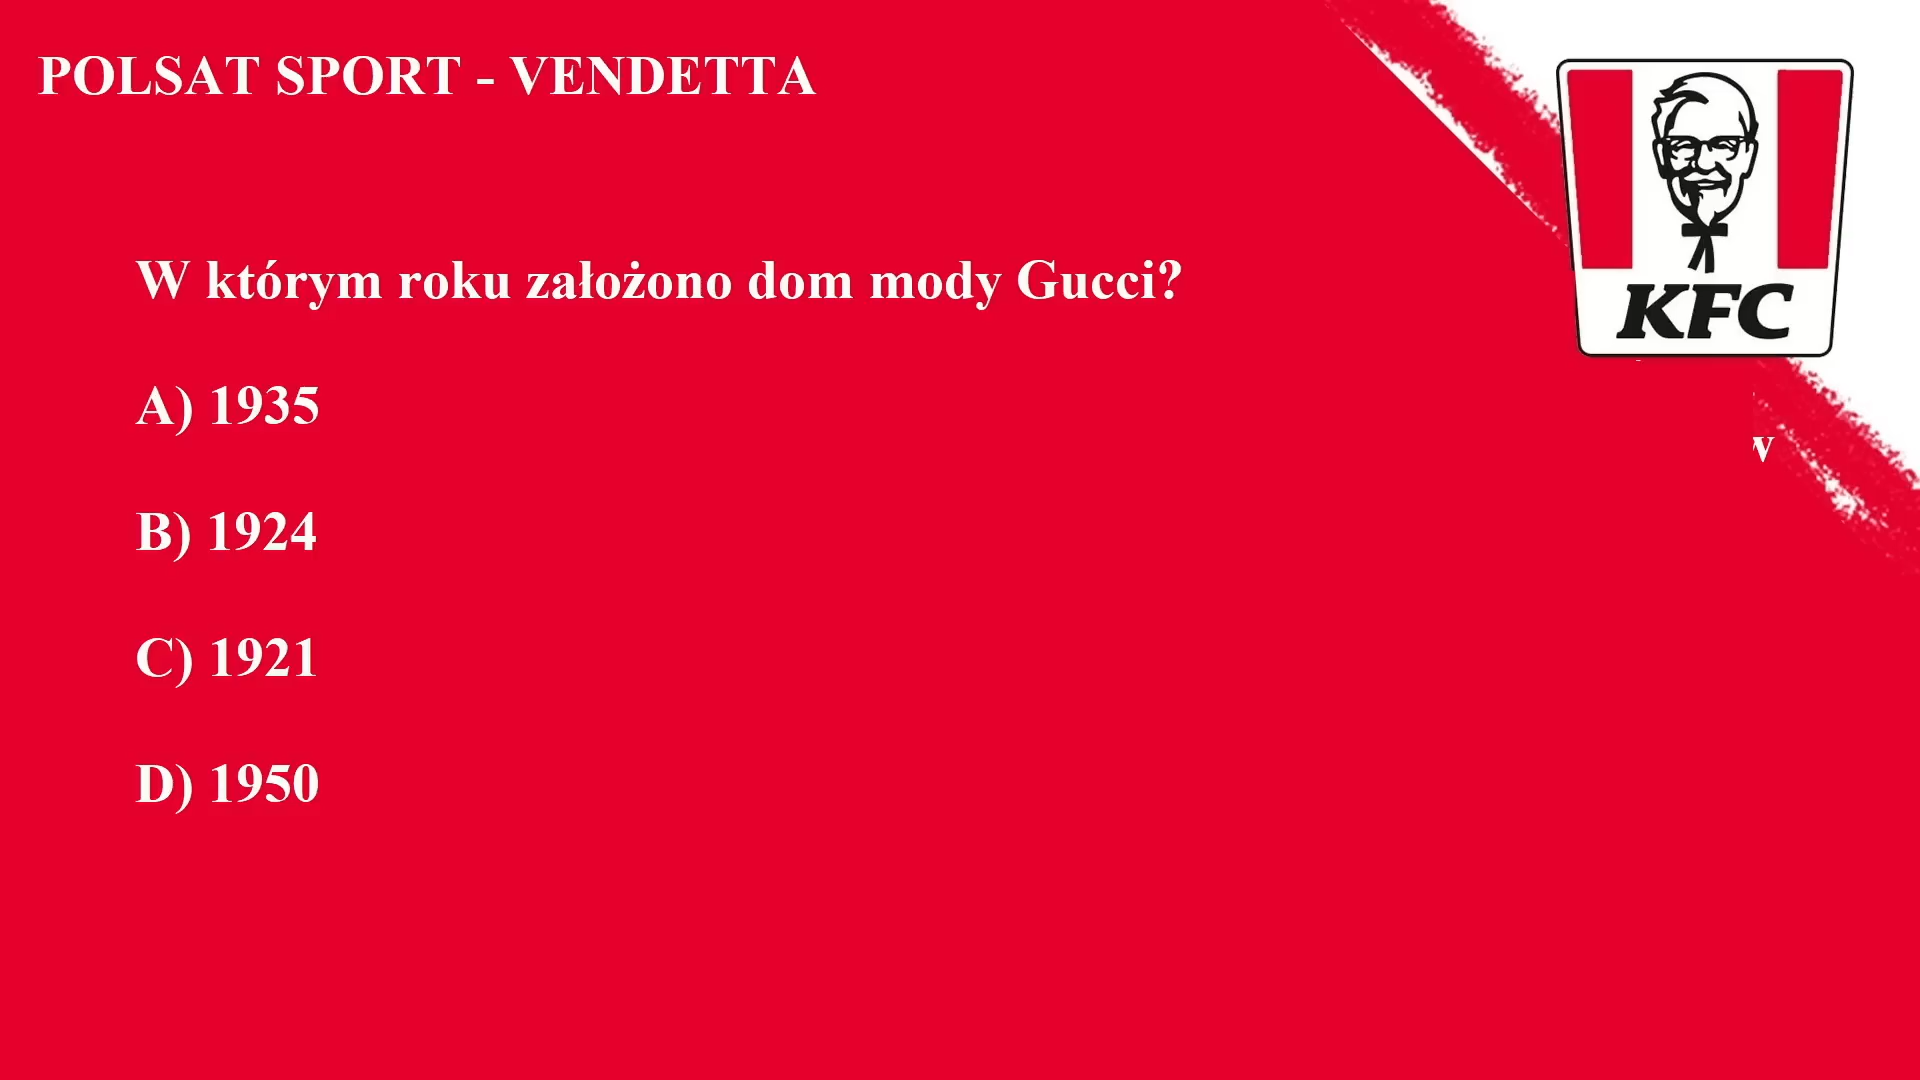 POLSAT SPORT - VENDETTA
W którym roku założono dom mody Gucci?
A) 1935
B) 1924
C) 1921
D) 1950
KFC